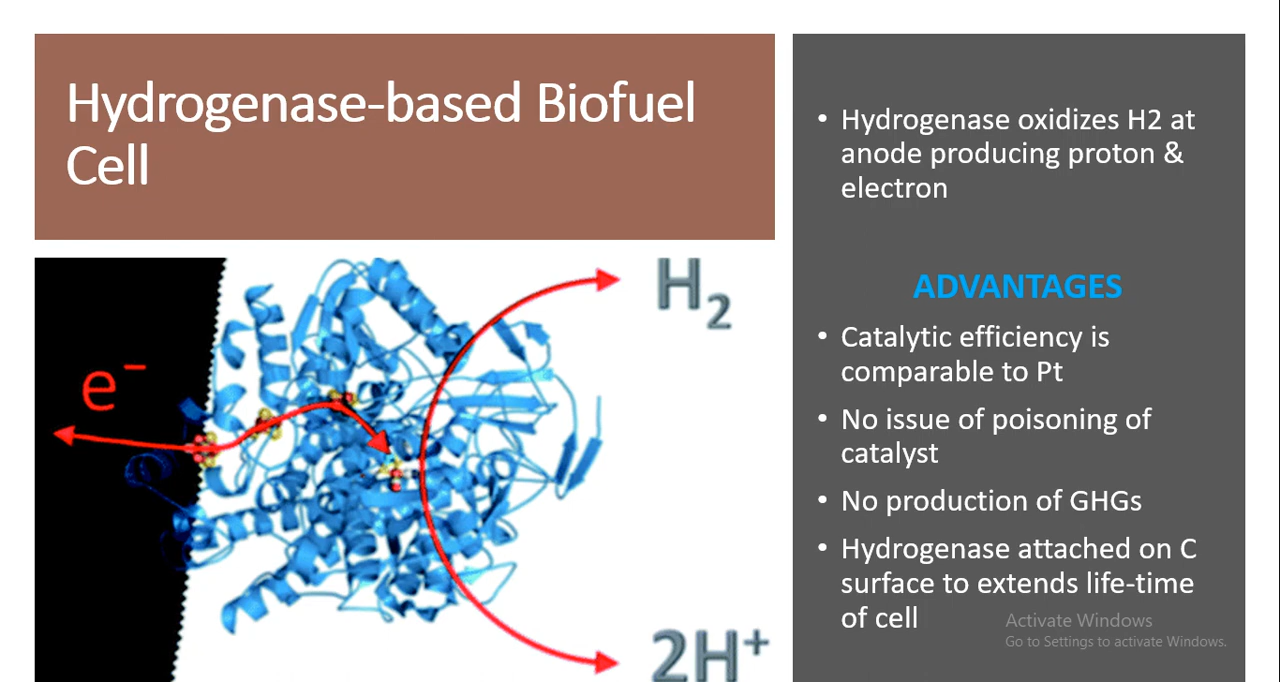 Hydrogenase-based Biofuel
Cell
e⁻
H₂
2H⁺
• Hydrogenase oxidizes H2 at
anode producing proton &
electron
ADVANTAGES
• Catalytic efficiency is
comparable to Pt
• No issue of poisoning of
catalyst
• No production of GHGs
• Hydrogenase attached on C
surface to extends life-time
of cell
Activate Windows
Go to Settings to activate Windows.